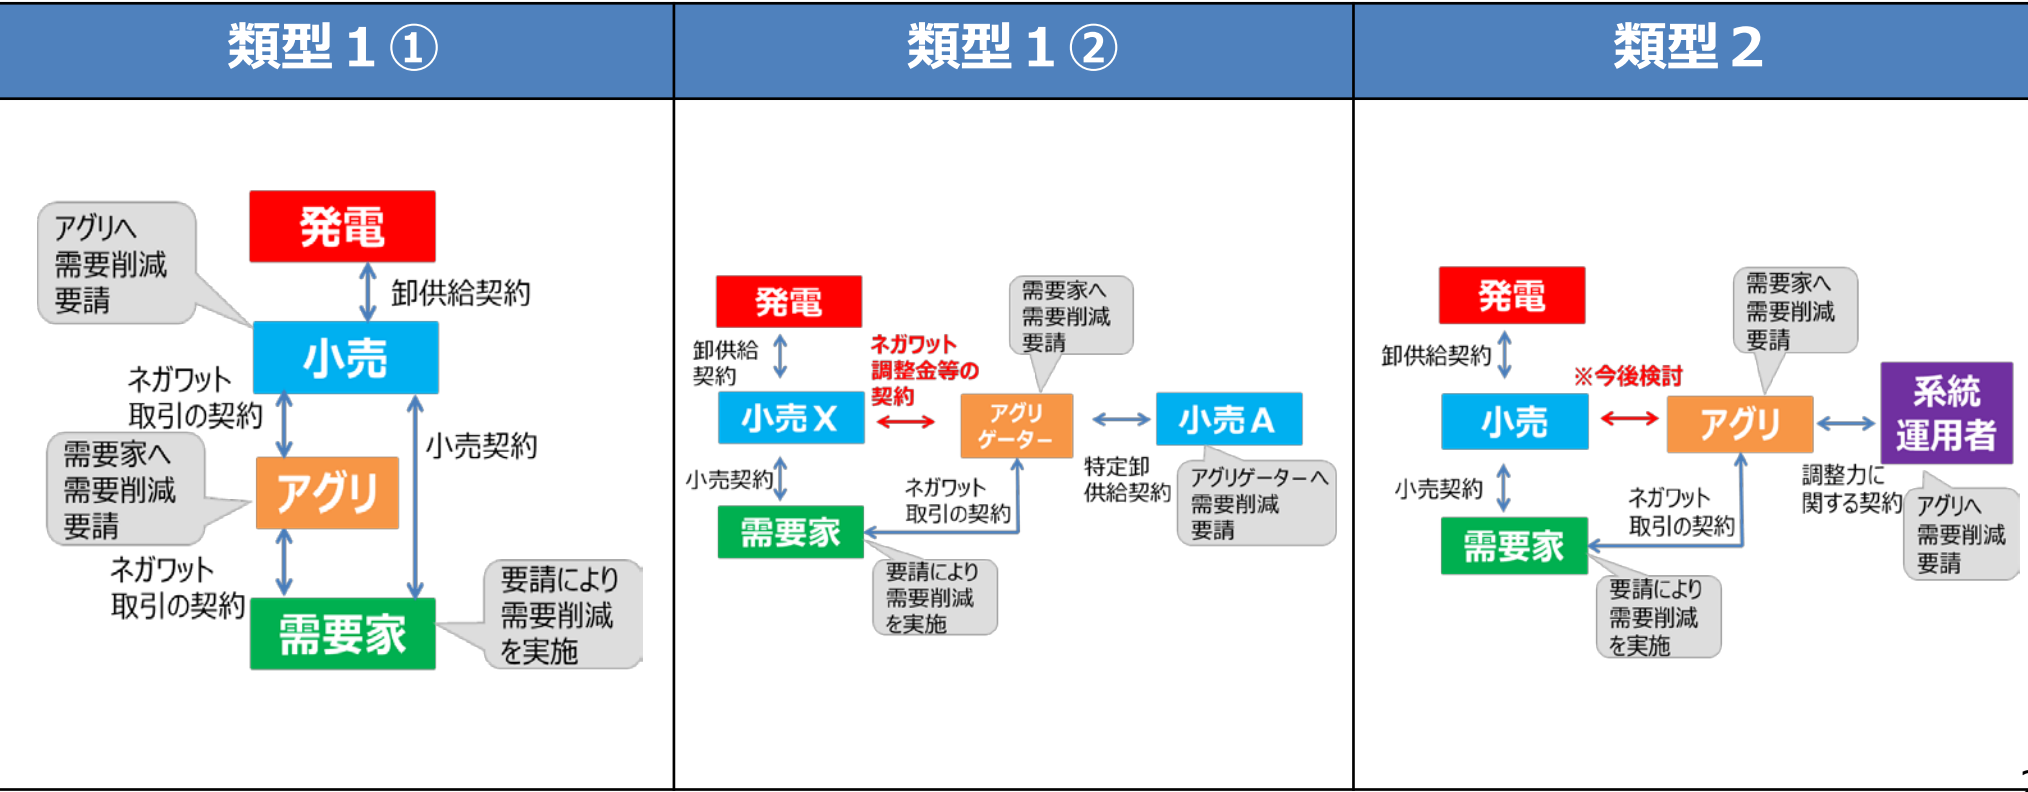 類型１①
アグリへ
需要削減
要請
発電
卸供給契約
小売
ネガワット
取引の契約
小売契約
需要家へ
需要削減
要請
アグリ
ネガワット
取引の契約
需要家
要請により
需要削減
を実施
類型１②
発電
卸供給
契約
ネガワット
調整金等の
契約
需要家へ
需要削減
要請
小売Ｘ
アグリ
ゲーター
小売Ａ
小売契約
ネガワット
取引の契約
特定卸
供給契約
アグリゲーターへ
需要削減
要請
需要家
要請により
需要削減
を実施
類型２
発電
卸供給契約
※今後検討
需要家へ
需要削減
要請
小売
アグリ
系統
運用者
小売契約
ネガワット
取引の契約
調整力に
関する契約
アグリへ
需要削減
要請
需要家
要請により
需要削減
を実施